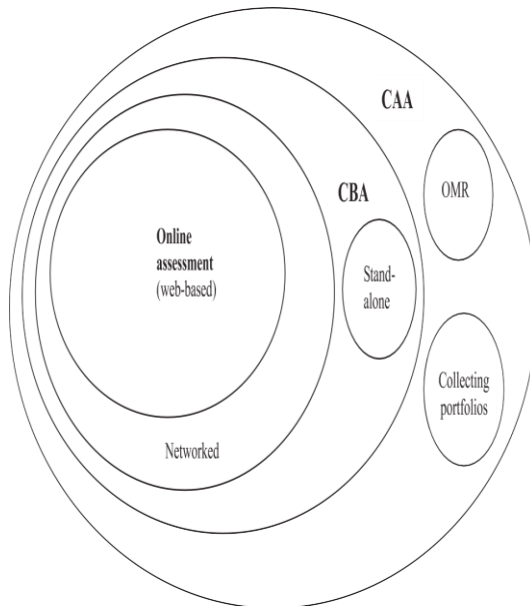 CAA
OMR
CBA
Online
assessment
(web-based)
Stand-
alone
Collecting
portfolios
Networked